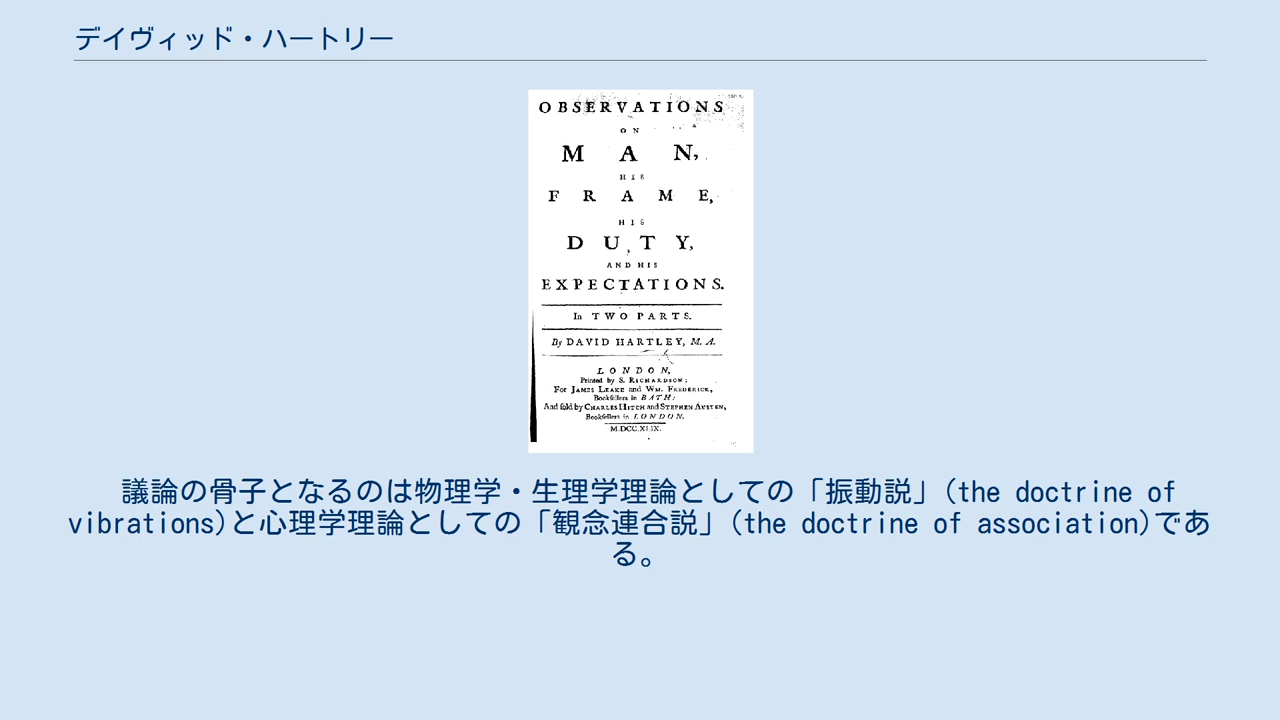 デイヴィッド・ハートリー
OBSERVATIONS
ON
MAN,
HIS
FRAME,
HIS
DUTY,
AND HIS
EXPECTATIONS.
In TWO PARTS.
By DAVID HARTLEY, M. A.
LONDON,
Printed by S. RICHARDSON;
For JAMES LEAKE and WM. FREDERICK,
Booksellers in BATH:
And sold by CHARLES HITCH and STEPHEN AUSTEN,
Booksellers in LONDON.
M.DCC.XLIX.
議論の骨子となるのは物理学・生理学理論としての「振動説」(the doctrine of
vibrations)と心理学理論としての「観念連合説」(the doctrine of association)であ
る。